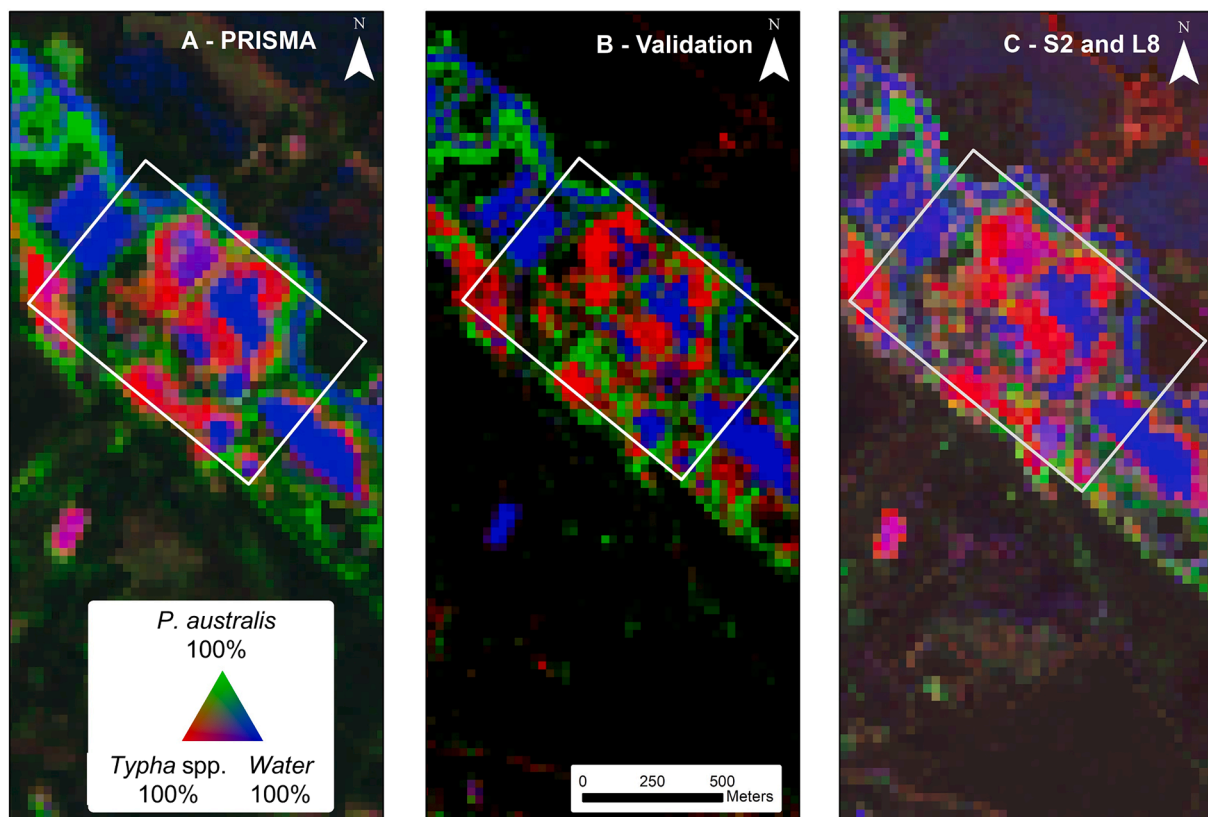 A - PRISMA
N
B - Validation
N
C - S2 and L8
N
P. australis
100%
Typha spp. Water
100% 100%
0 250 500
Meters